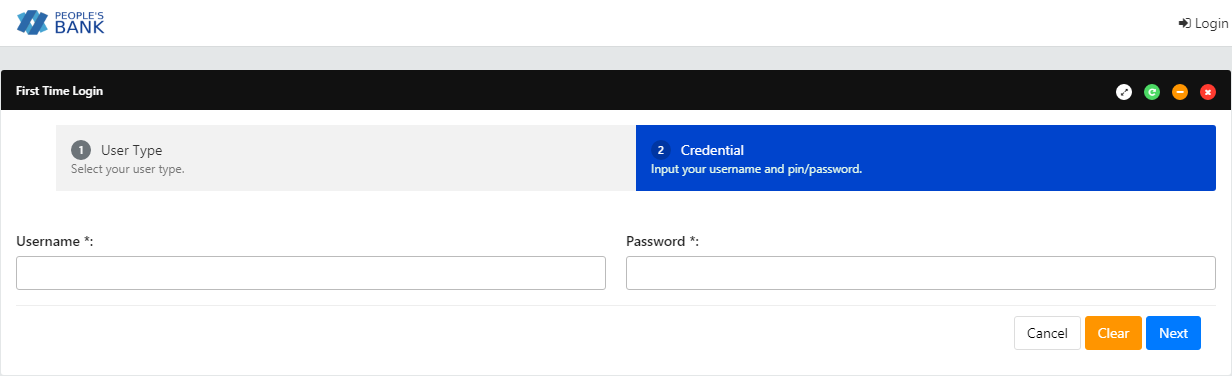 PEOPLE'S
BANK
Login
First Time Login
1 User Type
Select your user type.
2 Credential
Input your username and pin/password.
Username *:
Password *:
Cancel
Clear
Next